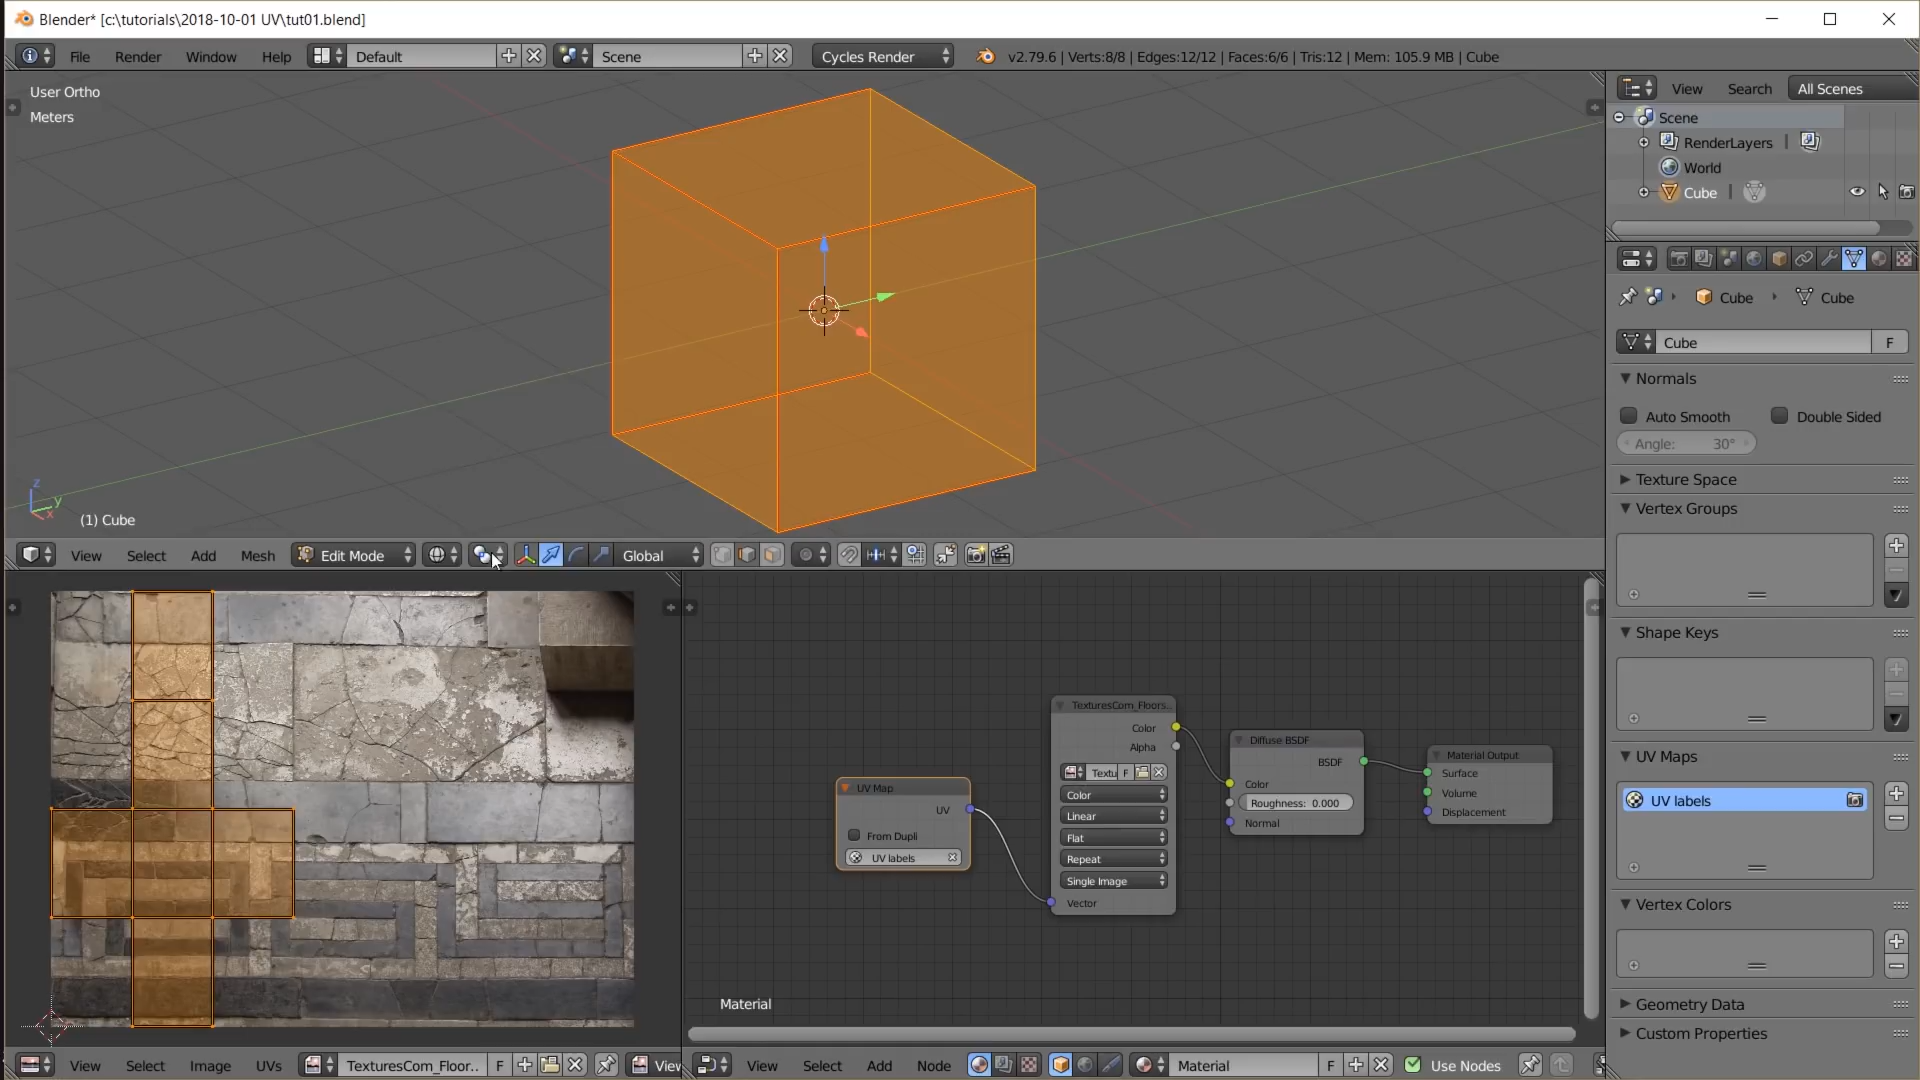 Blender* [c:\tutorials\2018-10-01 UV\tut01.blend]
File Render Window Help Default Scene Cycles Render v2.79.6 | Verts:8/8 | Edges:12/12 | Faces:6/6 | Tris:12 | Mem: 105.9 MB | Cube
User Ortho
Meters
z
y
x
(1) Cube
View Select Add Mesh Edit Mode Global
View Search All Scenes
Scene
RenderLayers
World
Cube
Cube Cube
Cube F
Normals
Auto Smooth Double Sided
Angle: 30°
Texture Space
Vertex Groups
Shape Keys
UV Maps
UV labels
Vertex Colors
Geometry Data
Custom Properties
UV Map
UV
From Dupli
UV labels
TexturesCom_Floors..
Color
Alpha
Textu F
Color
Linear
Flat
Repeat
Single Image
Vector
Diffuse BSDF
BSDF
Color
Roughness: 0.000
Normal
Material Output
Surface
Volume
Displacement
Material
View Select Image UVs TexturesCom_Floor.. F View
View Select Add Node Material F Use Nodes